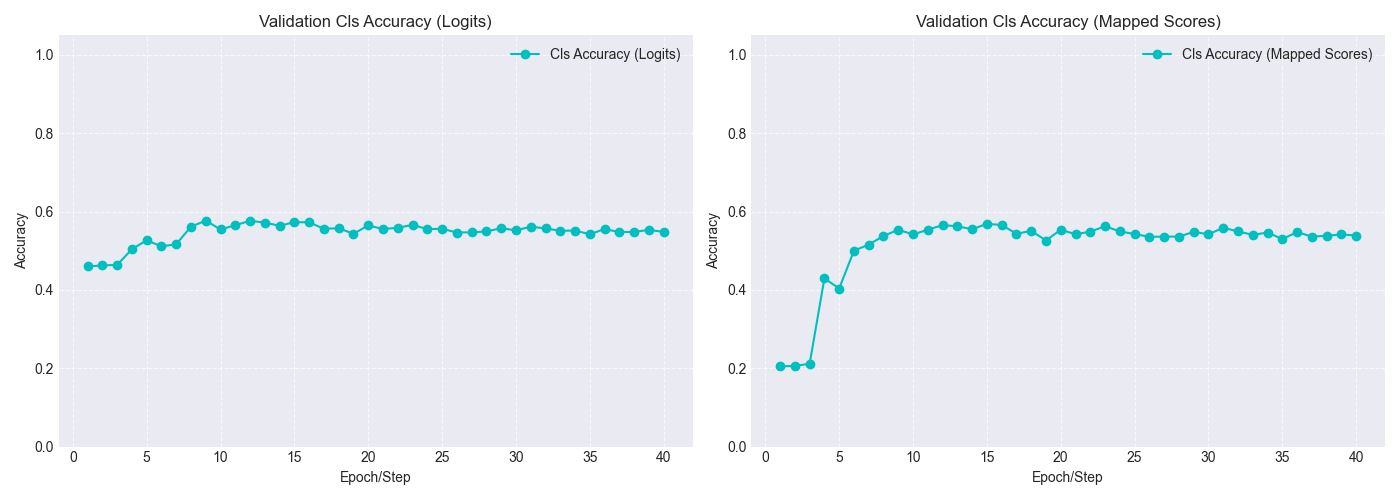 Validation Cls Accuracy (Logits)
Cls Accuracy (Logits)
Accuracy
1.0
0.8
0.6
0.4
0.2
0.0
0 5 10 15 20 25 30 35 40
Epoch/Step
Validation Cls Accuracy (Mapped Scores)
Cls Accuracy (Mapped Scores)
Accuracy
1.0
0.8
0.6
0.4
0.2
0.0
0 5 10 15 20 25 30 35 40
Epoch/Step